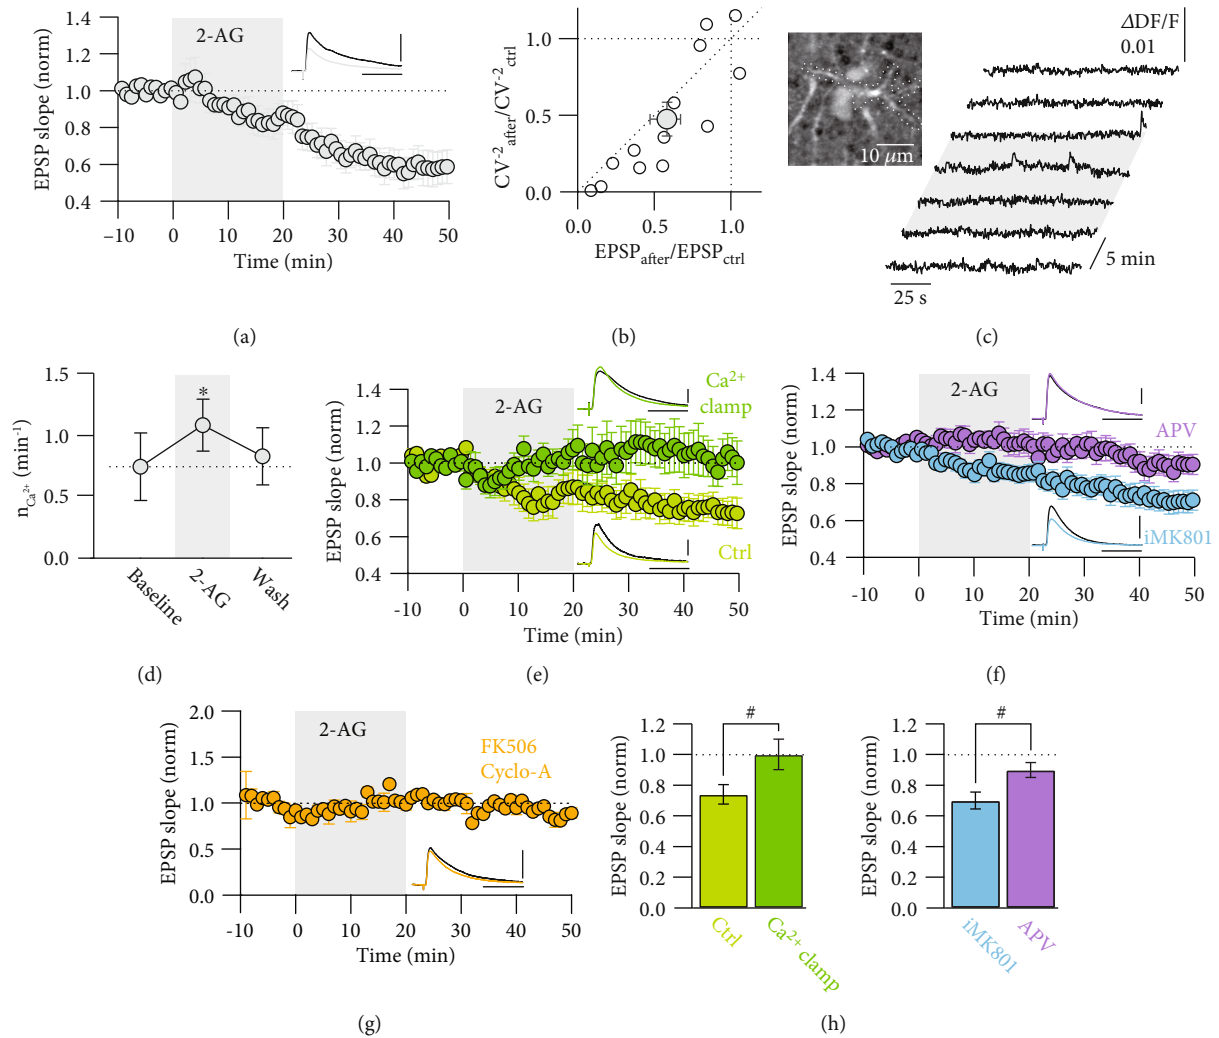 2-AG
EPSP slope (norm)
1.4
1.2
1.0
0.8
0.6
0.4
−10 0 10 20 30 40 50
Time (min)
(a)
CV⁻²after/CV⁻²ctrl
1.0
0.5
0.0
0.0 0.5 1.0
EPSPafter/EPSPctrl
(b)
10 μm
ΔDF/F
0.01
5 min
25 s
(c)
nCa²⁺ (min⁻¹)
1.5
1.0
0.5
0.0
*
2-AG
Baseline
2-AG
Wash
(d)
EPSP slope (norm)
1.4
1.2
1.0
0.8
0.6
0.4
2-AG
Ca²⁺
clamp
Ctrl
-10 0 10 20 30 40 50
Time (min)
(e)
EPSP slope (norm)
1.4
1.2
1.0
0.8
0.6
0.4
2-AG
APV
iMK801
-10 0 10 20 30 40 50
Time (min)
(f)
EPSP slope (norm)
2.0
1.5
1.0
0.5
0.0
2-AG
FK506
Cyclo-A
-10 0 10 20 30 40 50
Time (min)
(g)
EPSP slope (norm)
1.2
1.0
0.8
0.6
0.4
0.2
0.0
#
Ctrl
Ca²⁺ clamp
EPSP slope (norm)
1.2
1.0
0.8
0.6
0.4
0.2
0.0
#
iMK801
APV
(h)